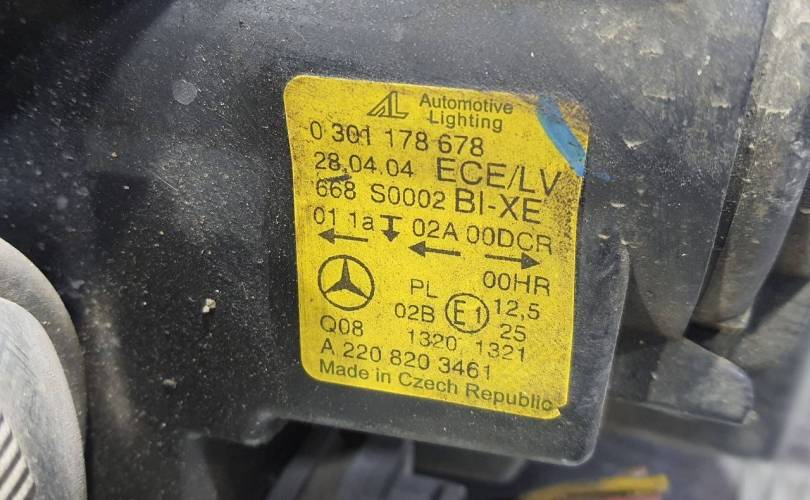 AL Automotive
Lighting
0 301 178 678
28.04.04 ECE/LV
668 S0002 BI-XE
01 1a 02A 00DCR
00HR
PL 12,5
02B E1 25
Q08 1320 1321
A 220 820 3461
Made in Czech Republic